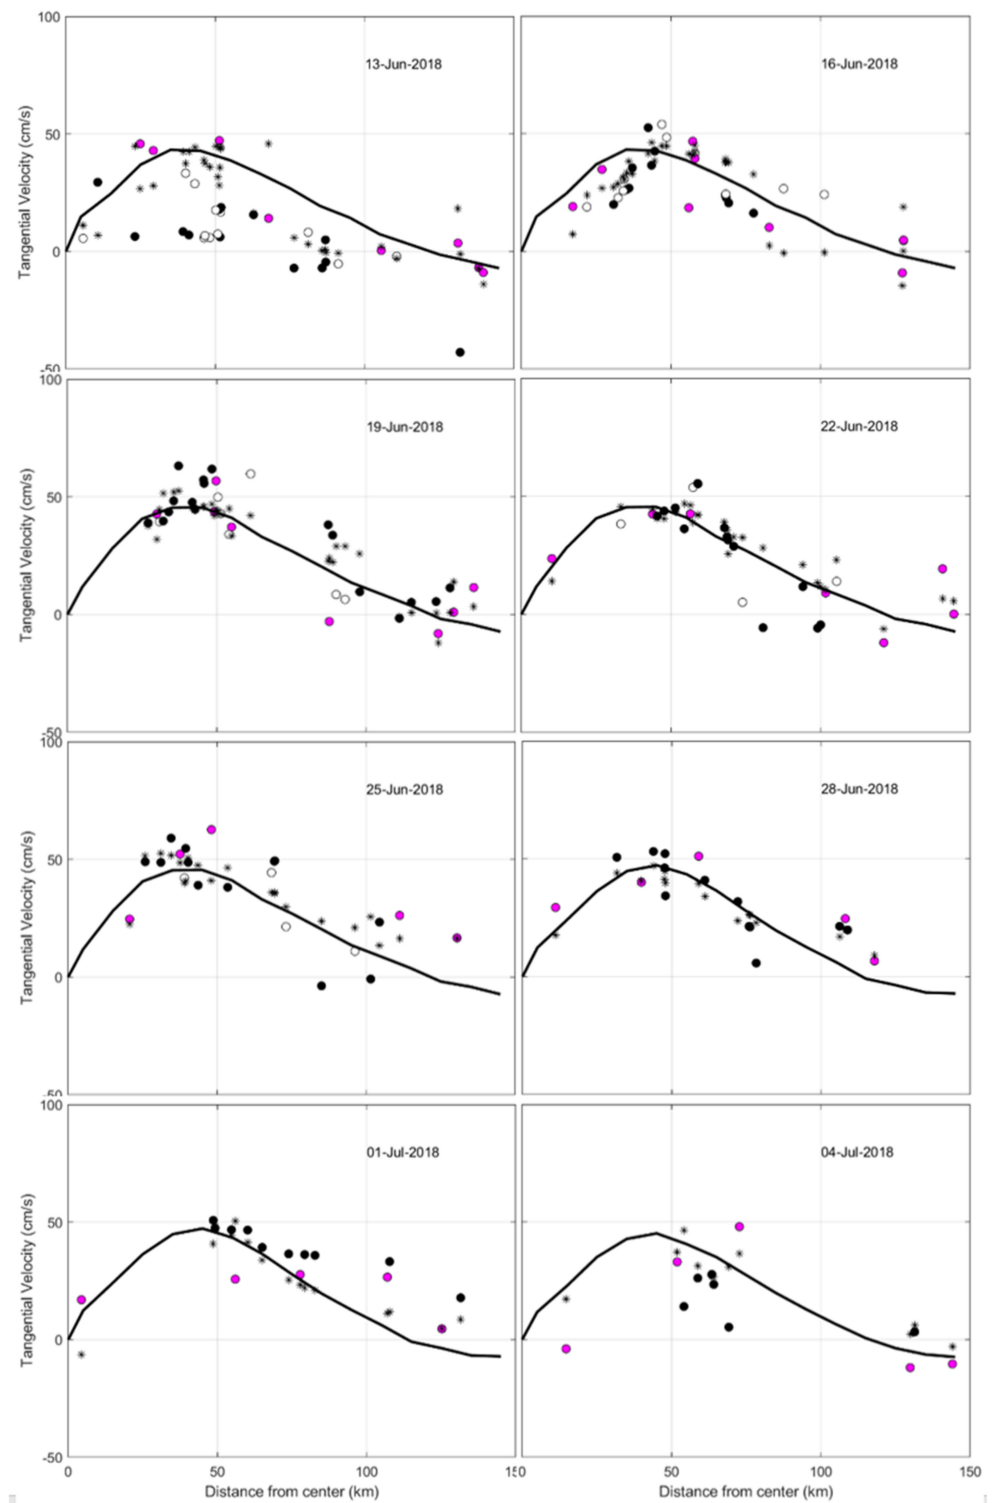 100
13-Jun-2018
16-Jun-2018
50
Tangential Velocity (cm/s)
0
-50
100
19-Jun-2018
22-Jun-2018
50
Tangential Velocity (cm/s)
0
-50
100
25-Jun-2018
28-Jun-2018
50
Tangential Velocity (cm/s)
0
-50
100
01-Jul-2018
04-Jul-2018
50
Tangential Velocity (cm/s)
0
-50
0 50 100 150 50 100 150
Distance from center (km) Distance from center (km)